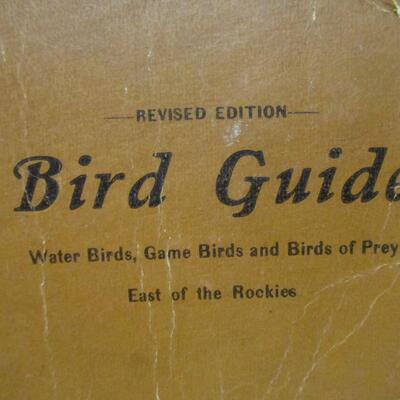 REVISED EDITION
Bird Guide
Water Birds, Game Birds and Birds of Prey
East of the Rockies